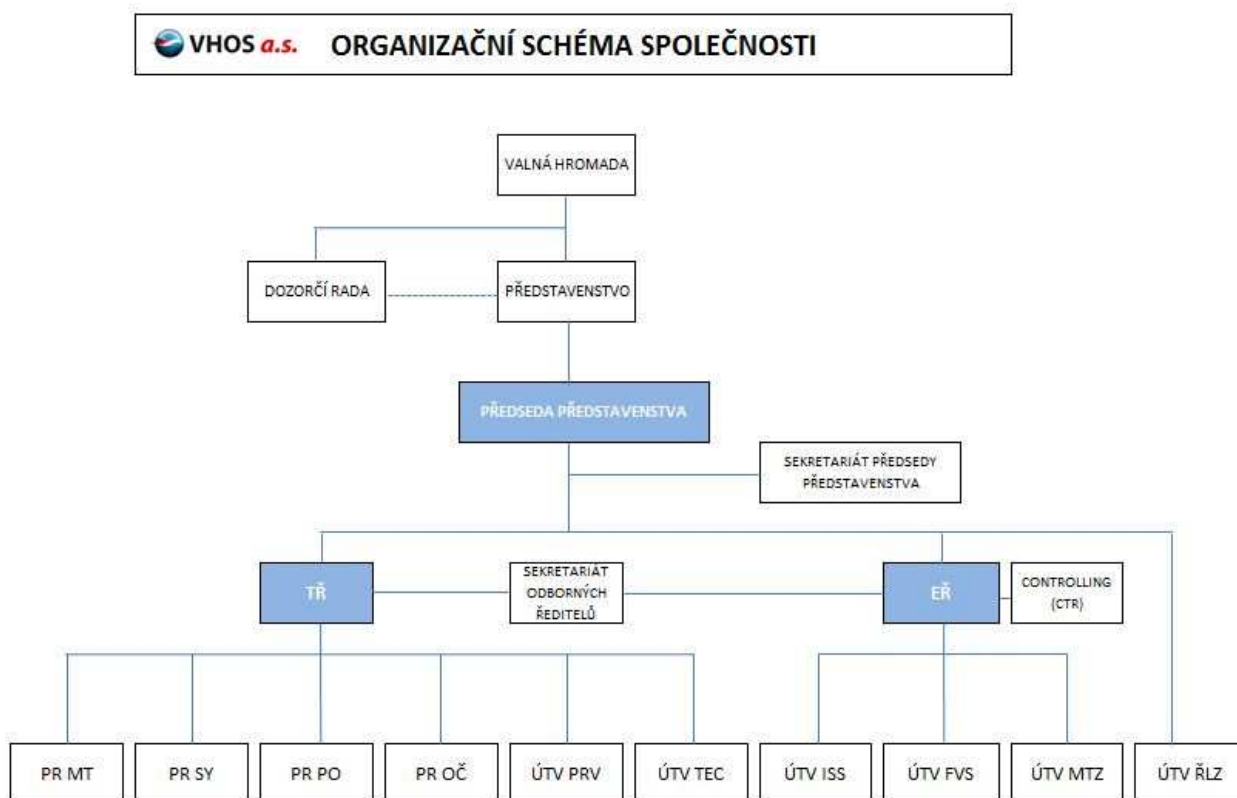 VHOS a.s. ORGANIZAČNÍ SCHÉMA SPOLEČNOSTI
VALNÁ HROMADA
DOZORČÍ RADA
PŘEDSTAVENSTVO
PŘEDSEDA PŘEDSTAVENSTVA
SEKRETARIÁT PŘEDSEDY
PŘEDSTAVENSTVA
TŘ
SEKRETARIÁT
ODBORNÝCH
ŘEDITELŮ
EŘ
CONTROLLING
(CTR)
PR MT
PR SY
PR PO
PR OČ
ÚTV PRV
ÚTV TEC
ÚTV ISS
ÚTV FVS
ÚTV MTZ
ÚTV ŘLZ